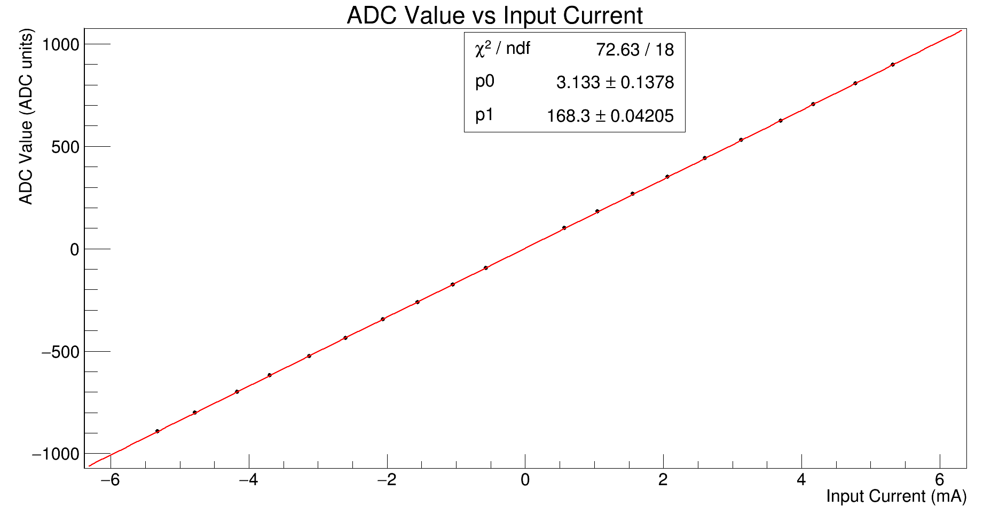 ADC Value vs Input Current
ADC Value (ADC units)
χ² / ndf 72.63 / 18
p0 3.133 ± 0.1378
p1 168.3 ± 0.04205
1000
500
0
−500
−1000
−6 −4 −2 0 2 4 6
Input Current (mA)